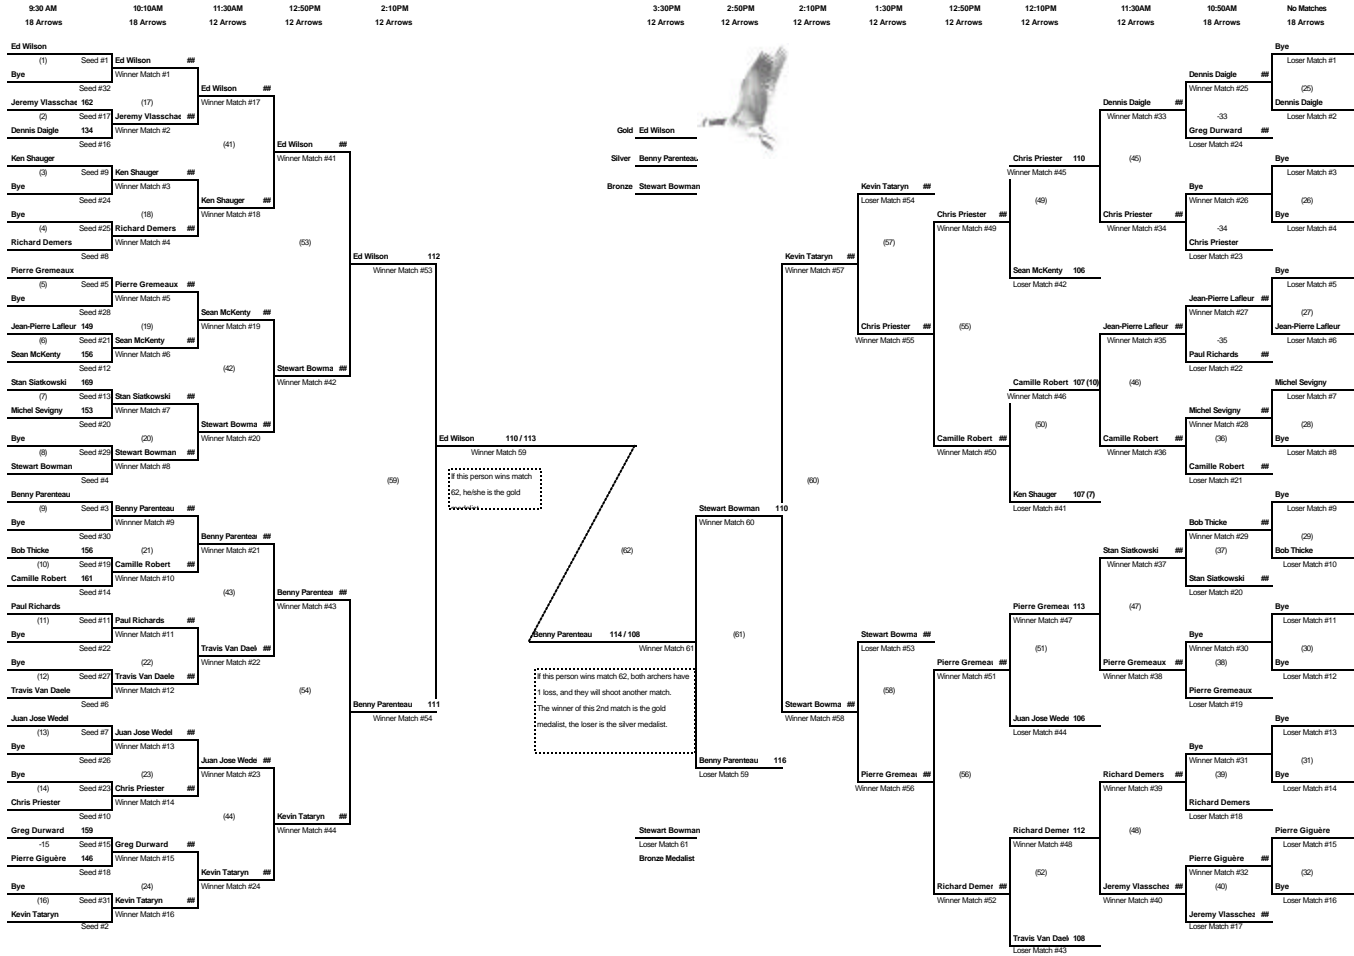 9:30 AM 10:10AM 11:30AM 12:50PM 2:10PM 3:30PM 2:50PM 2:10PM 1:30PM 12:50PM 12:10PM 11:30AM 10:50AM No Matches
18 Arrows 18 Arrows 12 Arrows 12 Arrows 12 Arrows 12 Arrows 12 Arrows 12 Arrows 12 Arrows 12 Arrows 12 Arrows 12 Arrows 18 Arrows 18 Arrows
Ed Wilson
(1) Seed #1
Bye
Seed #32
Jeremy Vlasschae 162
(2) Seed #17
Dennis Daigle 134
Seed #16
Ken Shauger
(3) Seed #9
Bye
Seed #24
Bye
(4) Seed #25
Richard Demers
Seed #8
Pierre Gremeaux
(5) Seed #5
Bye
Seed #28
Jean-Pierre Lafleur 149
(6) Seed #21
Sean McKenty 156
Seed #12
Stan Siatkowski 169
(7) Seed #13
Michel Sevigny 153
Seed #20
Bye
(8) Seed #29
Stewart Bowman
Seed #4
Benny Parenteau
(9) Seed #3
Bye
Seed #30
Bob Thicke 156
(10) Seed #19
Camille Robert 161
Seed #14
Paul Richards
(11) Seed #11
Bye
Seed #22
Bye
(12) Seed #27
Travis Van Daele
Seed #6
Juan Jose Wedel
(13) Seed #7
Bye
Seed #26
Bye
(14) Seed #23
Chris Priester
Seed #10
Greg Durward 159
-15 Seed #15
Pierre Giguère 146
Seed #18
Bye
(16) Seed #31
Kevin Tataryn
Seed #2
Ed Wilson ##
Winner Match #1
(17)
Jeremy Vlasschae ##
Winner Match #2
Ken Shauger ##
Winner Match #3
(18)
Richard Demers ##
Winner Match #4
Pierre Gremeaux ##
Winner Match #5
(19)
Sean McKenty ##
Winner Match #6
Stan Siatkowski ##
Winner Match #7
(20)
Stewart Bowman ##
Winner Match #8
Benny Parenteau ##
Winnner Match #9
(21)
Camille Robert ##
Winner Match #10
Paul Richards ##
Winner Match #11
(22)
Travis Van Daele ##
Winner Match #12
Juan Jose Wedel ##
Winner Match #13
(23)
Chris Priester ##
Winner Match #14
Greg Durward ##
Winner Match #15
(24)
Kevin Tataryn ##
Winner Match #16
Ed Wilson ##
Winner Match #17
(41)
Ken Shauger ##
Winner Match #18
Sean McKenty ##
Winner Match #19
(42)
Stewart Bowma ##
Winner Match #20
Benny Parenteau ##
Winner Match #21
(43)
Travis Van Daele ##
Winner Match #22
Juan Jose Wede ##
Winner Match #23
(44)
Kevin Tataryn ##
Winner Match #24
Ed Wilson ##
Winner Match #41
(53)
Stewart Bowma ##
Winner Match #42
Benny Parenteau ##
Winner Match #43
(54)
Kevin Tataryn ##
Winner Match #44
Ed Wilson 112
Winner Match #53
(59)
Benny Parenteau 111
Winner Match #54
Ed Wilson 110 / 113
Winner Match 59
If this person wins match
62, he/she is the gold
(62)
Benny Parenteau 114 / 108
Winner Match 61
If this person wins match 62, both archers have
1 loss, and they will shoot another match.
The winner of this 2nd match is the gold
medalist, the loser is the silver medalist.
Gold Ed Wilson
Silver Benny Parenteau
Bronze Stewart Bowman
Stewart Bowman
Loser Match 61
Bronze Medalist
Stewart Bowman 110
Winner Match 60
(61)
Benny Parenteau 116
Loser Match 59
Kevin Tataryn ##
Winner Match #57
(60)
Stewart Bowma ##
Winner Match #58
Kevin Tataryn ##
Loser Match #54
(57)
Chris Priester ##
Winner Match #55
Stewart Bowma ##
Loser Match #53
(58)
Pierre Gremeau ##
Winner Match #56
Chris Priester ##
Winner Match #49
(55)
Camille Robert ##
Winner Match #50
Pierre Gremeau ##
Winner Match #51
(56)
Richard Demer ##
Winner Match #52
Chris Priester 110
Winner Match #45
(49)
Sean McKenty 106
Loser Match #42
Camille Robert 107 (10)
Winner Match #46
(50)
Ken Shauger 107 (7)
Loser Match #41
Pierre Gremeau 113
Winner Match #47
(51)
Juan Jose Wede 106
Loser Match #44
Richard Demer 112
Winner Match #48
(52)
Travis Van Daele 108
Loser Match #43
Dennis Daigle ##
Winner Match #33
(45)
Chris Priester ##
Winner Match #34
Jean-Pierre Lafleur ##
Winner Match #35
(46)
Camille Robert ##
Winner Match #36
Stan Siatkowski ##
Winner Match #37
(47)
Pierre Gremeaux ##
Winner Match #38
Richard Demers ##
Winner Match #39
(48)
Jeremy Vlasschea ##
Winner Match #40
Dennis Daigle ##
Winner Match #25
-33
Greg Durward ##
Loser Match #24
Bye
Winner Match #26
-34
Chris Priester
Loser Match #23
Jean-Pierre Lafleur ##
Winner Match #27
-35
Paul Richards ##
Loser Match #22
Michel Sevigny ##
Winner Match #28
(36)
Camille Robert ##
Loser Match #21
Bob Thicke ##
Winner Match #29
(37)
Stan Siatkowski ##
Loser Match #20
Bye
Winner Match #30
(38)
Pierre Gremeaux
Loser Match #19
Bye
Winner Match #31
(39)
Richard Demers
Loser Match #18
Pierre Giguère ##
Winner Match #32
(40)
Jeremy Vlasschea ##
Loser Match #17
Bye
Loser Match #1
(25)
Dennis Daigle
Loser Match #2
Bye
Loser Match #3
(26)
Bye
Loser Match #4
Bye
Loser Match #5
(27)
Jean-Pierre Lafleur
Loser Match #6
Michel Sevigny
Loser Match #7
(28)
Bye
Loser Match #8
Bye
Loser Match #9
(29)
Bob Thicke
Loser Match #10
Bye
Loser Match #11
(30)
Bye
Loser Match #12
Bye
Loser Match #13
(31)
Bye
Loser Match #14
Pierre Giguère
Loser Match #15
(32)
Bye
Loser Match #16